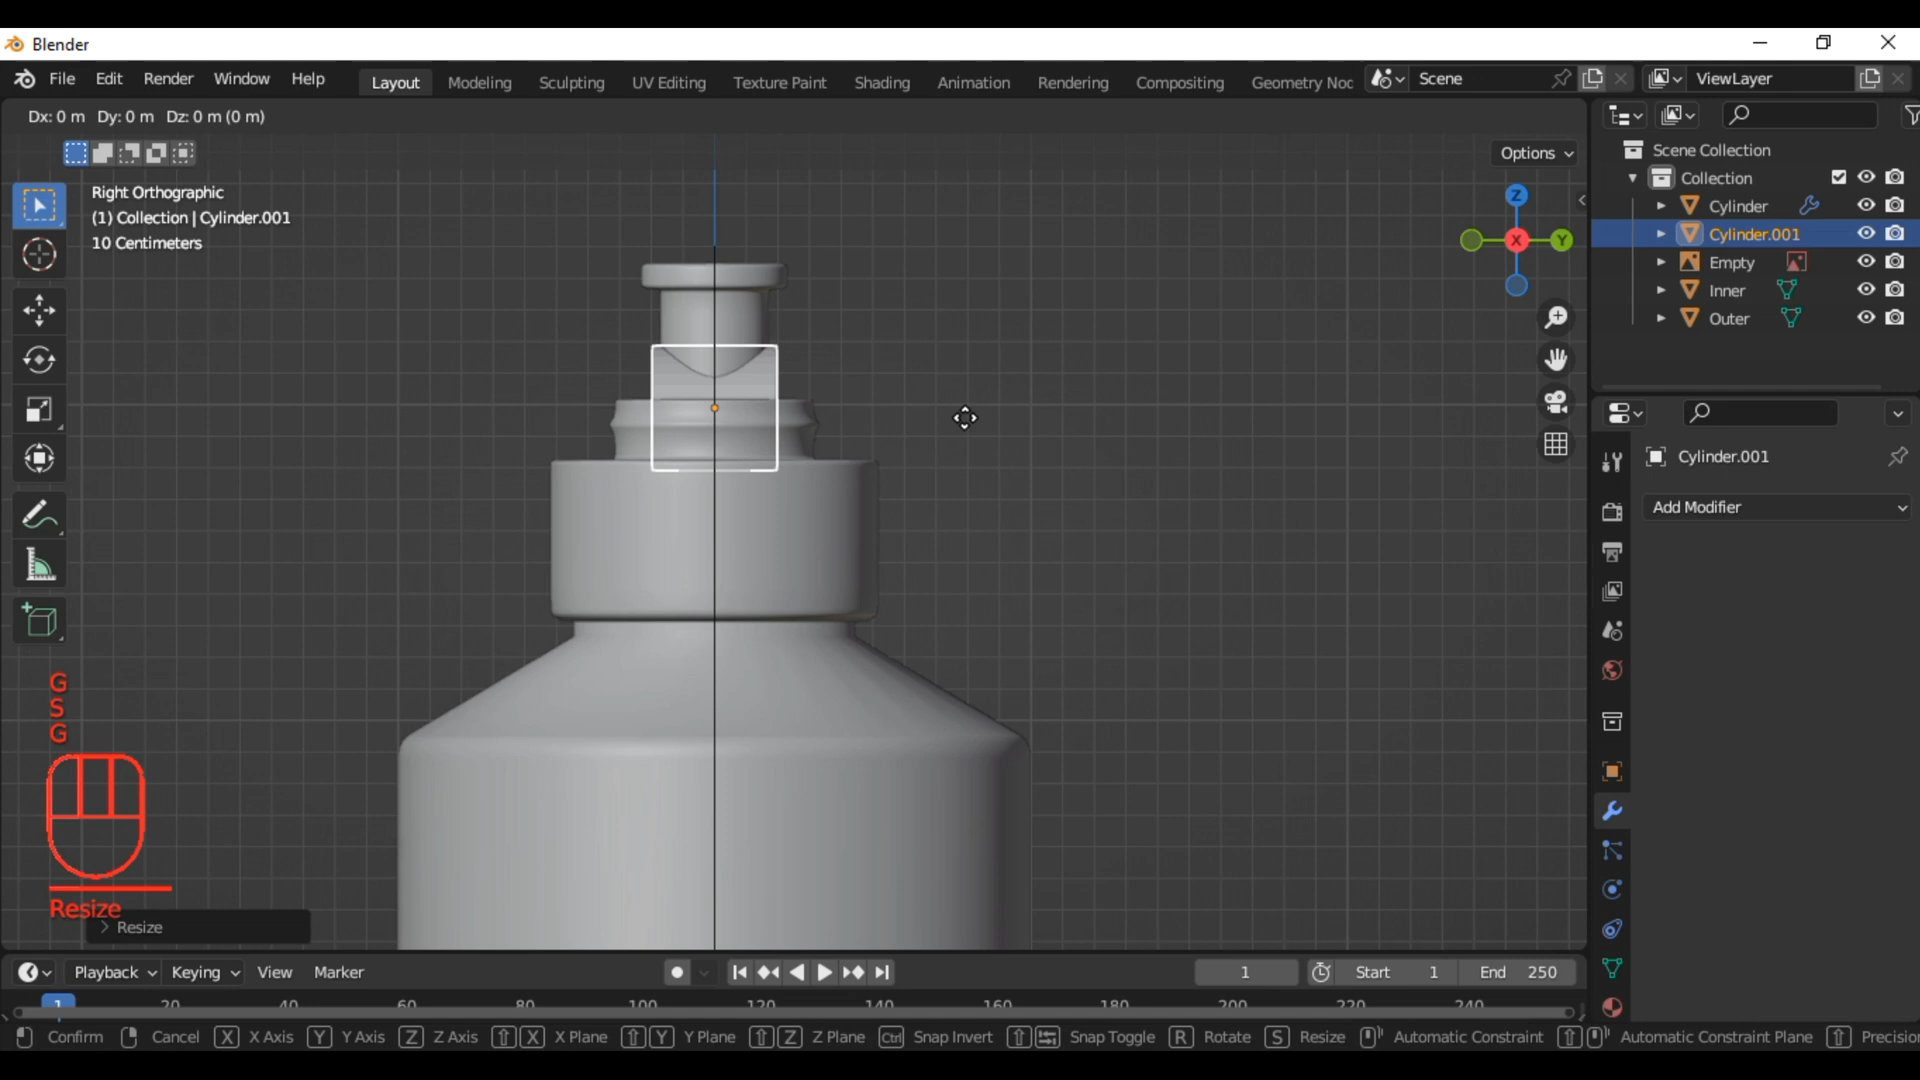 Blender
File Edit Render Window Help Layout Modeling Sculpting UV Editing Texture Paint Shading Animation Rendering Compositing Geometry Noc Scene ViewLayer
Dx: 0 m Dy: 0 m Dz: 0 m (0 m)
Options
Right Orthographic
(1) Collection | Cylinder.001
10 Centimeters
Z
X
Y
Scene Collection
Collection
Cylinder
Cylinder.001
Empty
Inner
Outer
Cylinder.001
Add Modifier
G
S
G
Resize
Resize
Playback Keying View Marker 1 Start 1 End 250
1 20 40 60 80 100 120 140 160 180 200 220 240
Confirm Cancel X X Axis Y Y Axis Z Z Axis X X Plane Y Y Plane Z Z Plane Ctrl Snap Invert Snap Toggle R Rotate S Resize Automatic Constraint Automatic Constraint Plane Precisio